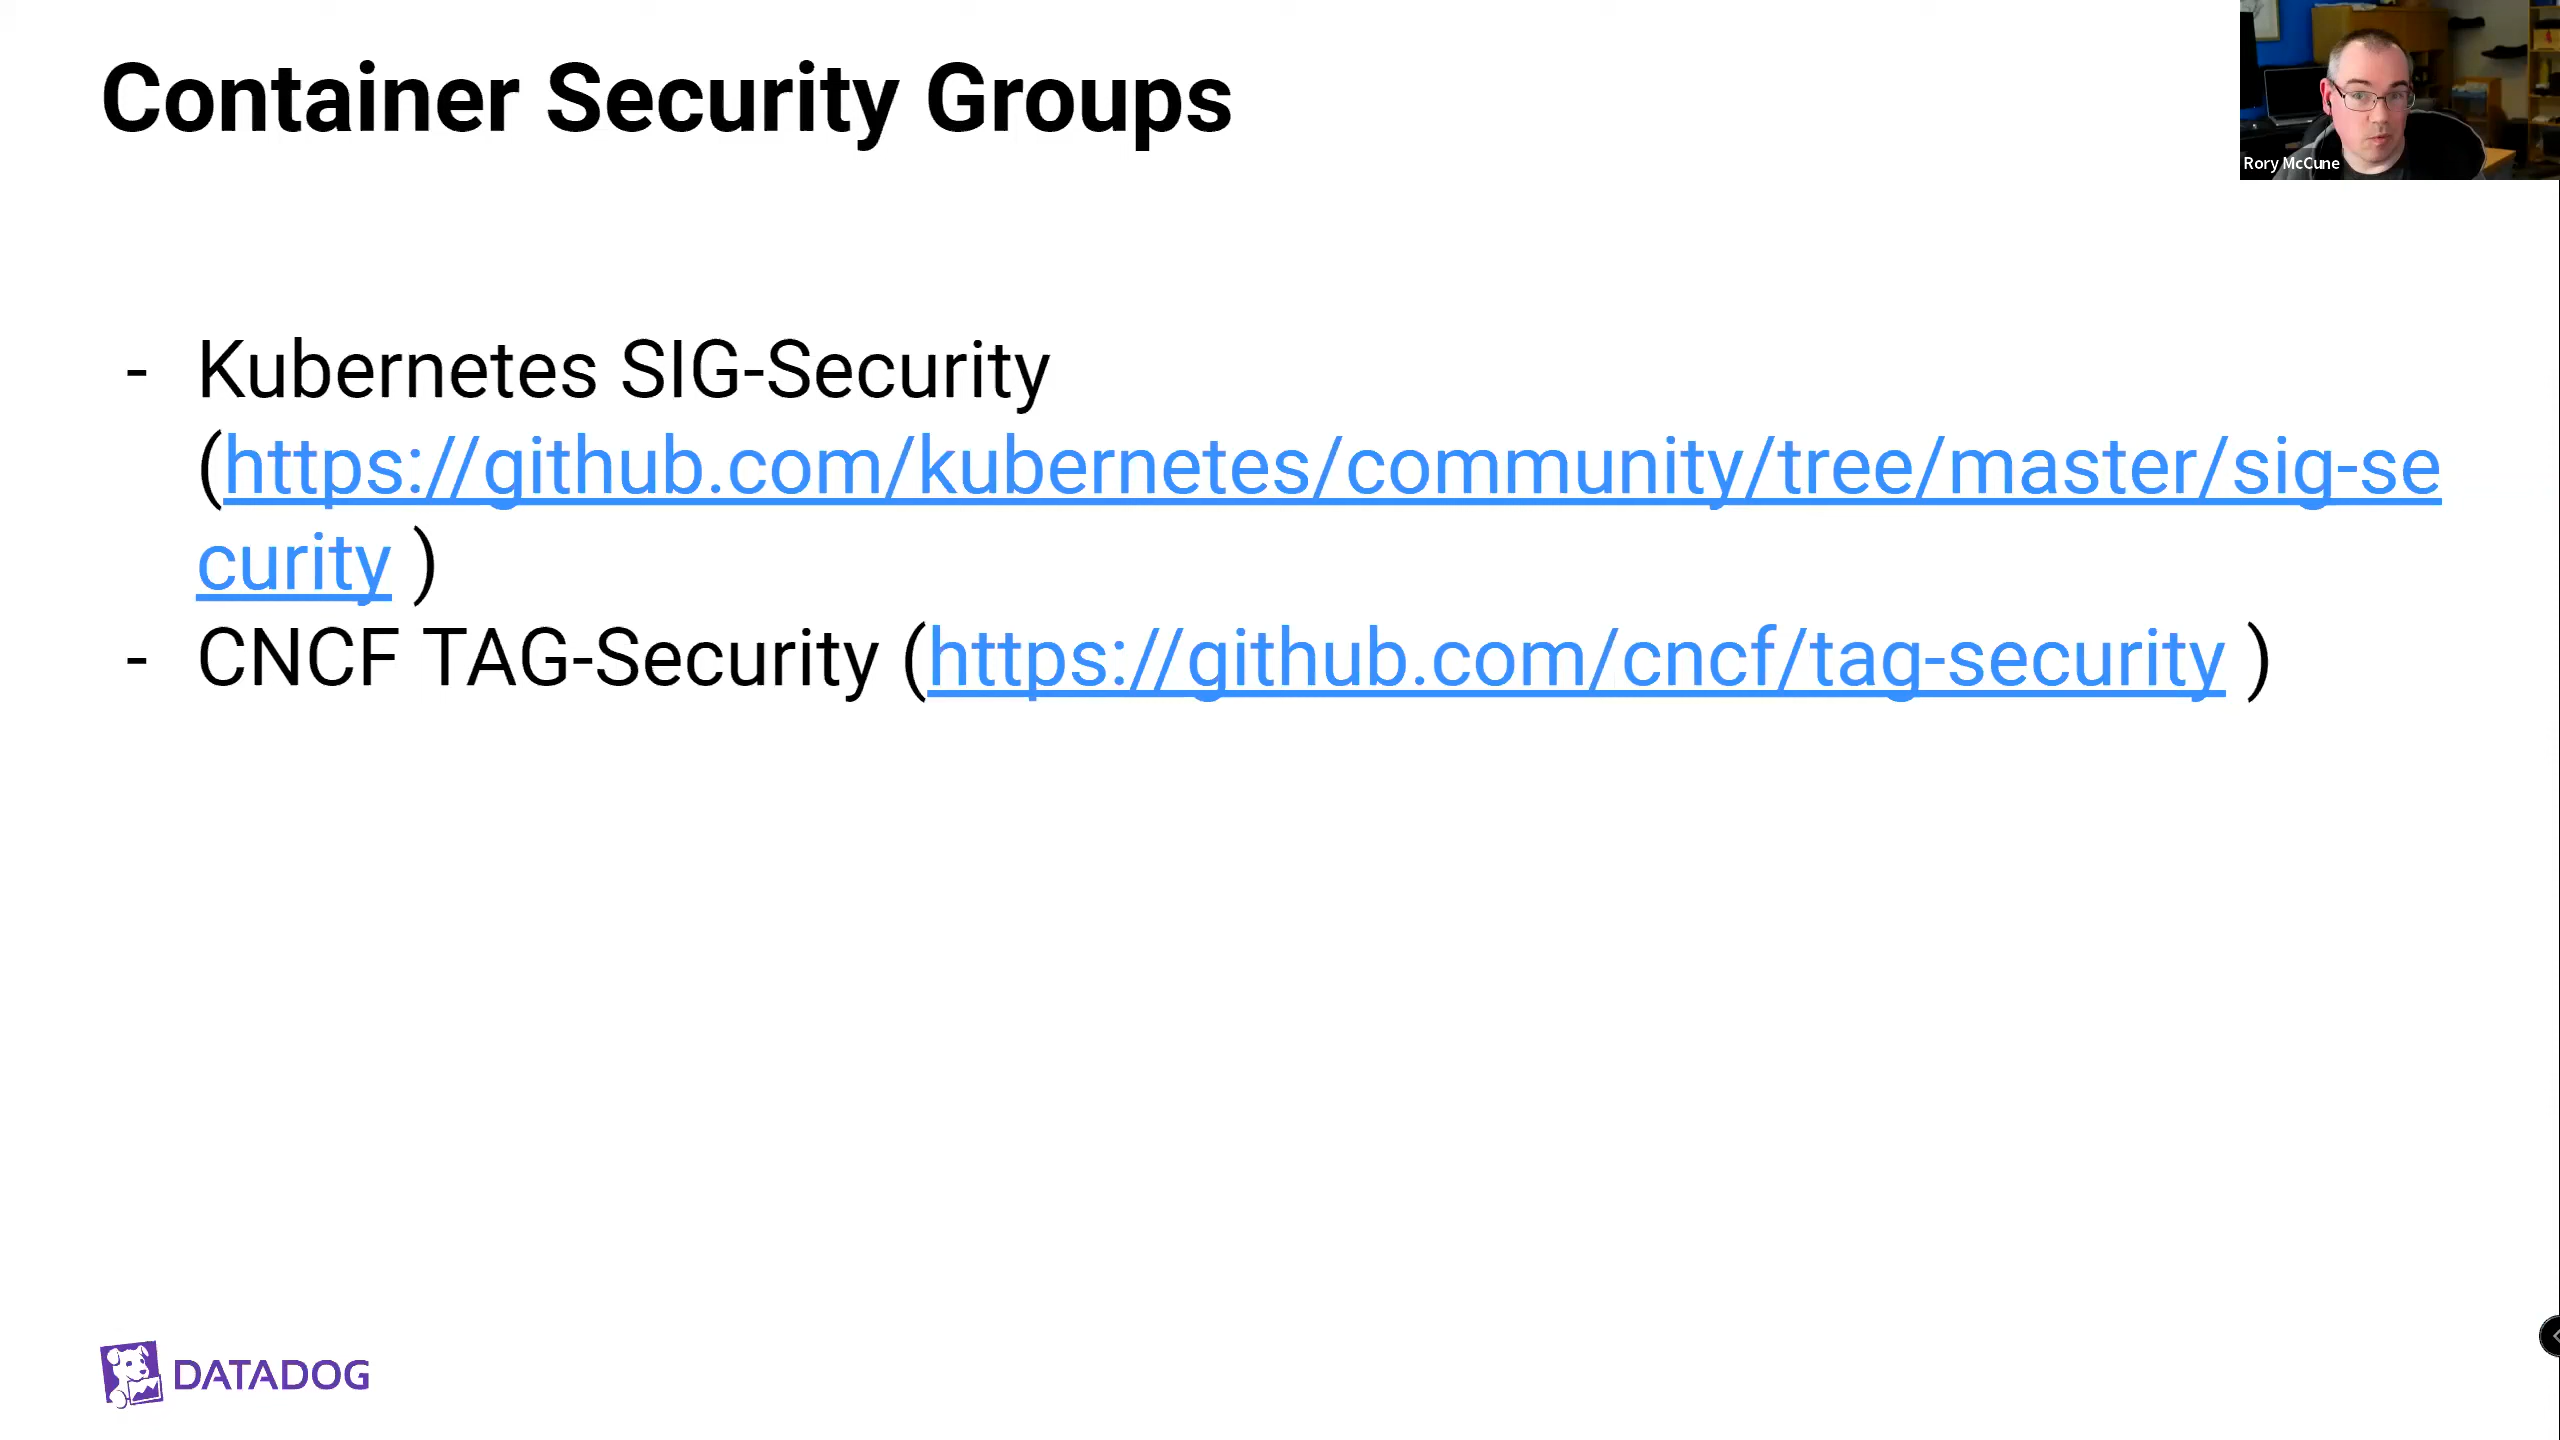 Container Security Groups
Rory McCune
- Kubernetes SIG-Security
(https://github.com/kubernetes/community/tree/master/sig-se
curity )
- CNCF TAG-Security (https://github.com/cncf/tag-security )
DATADOG